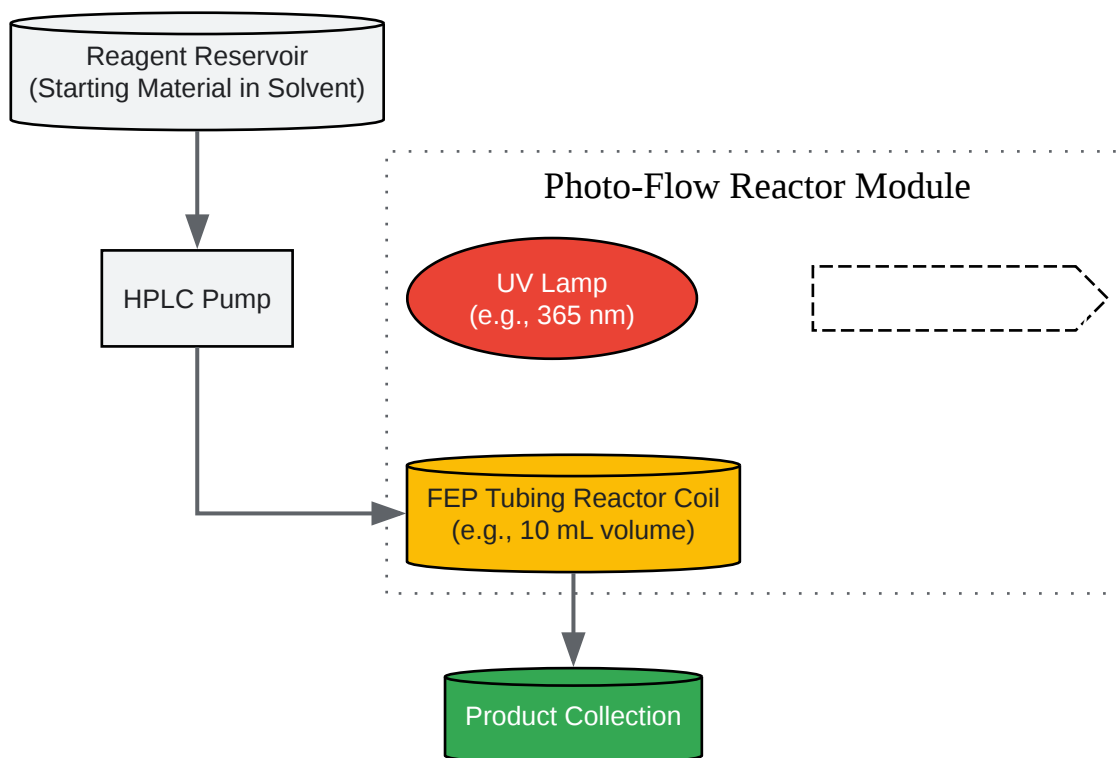 Reagent Reservoir
(Starting Material in Solvent)
Photo-Flow Reactor Module
HPLC Pump
UV Lamp
(e.g., 365 nm)
FEP Tubing Reactor Coil
(e.g., 10 mL volume)
Product Collection